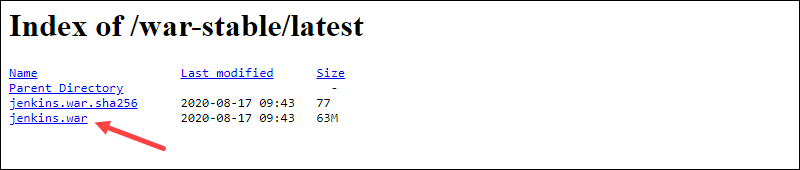 Index of /war-stable/latest
Name Last modified Size
Parent Directory -
jenkins.war.sha256 2020-08-17 09:43 77
jenkins.war 2020-08-17 09:43 63M